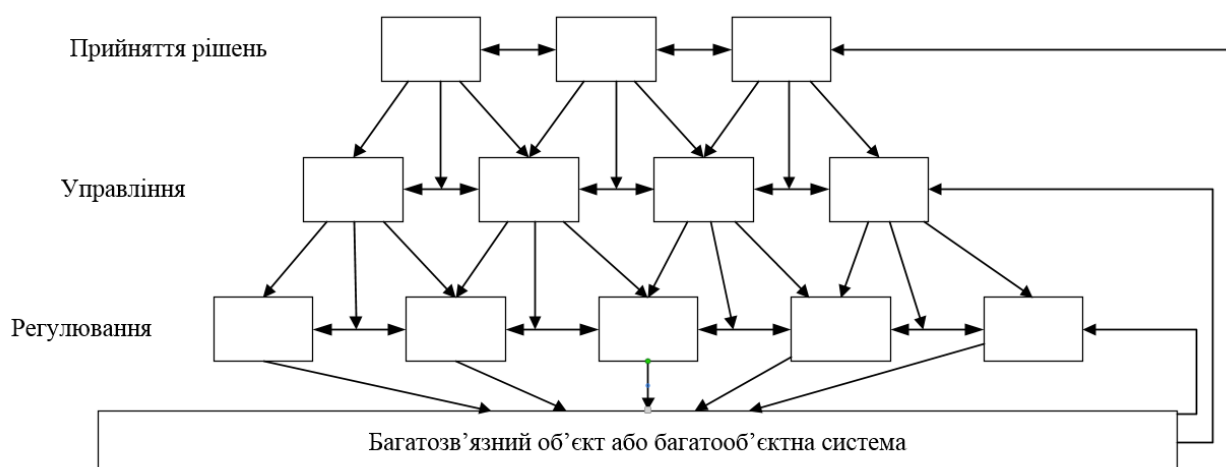 Прийняття рішень
Управління
Регулювання
Багатозв’язний об’єкт або багатооб’єктна система